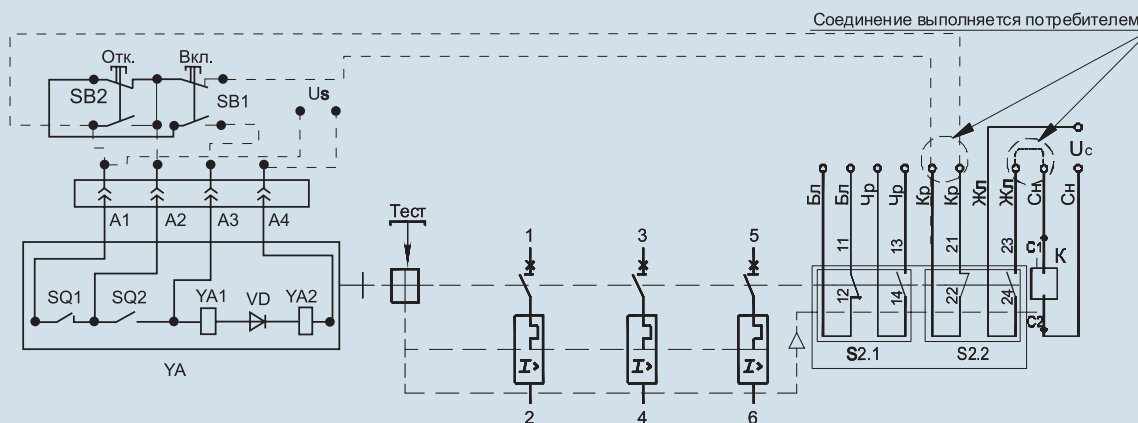 Соединение выполняется потребителем
Отк.
Вкл.
SB2
SB1
Us
Uc
A1
A2
A3
A4
Тест
1
3
5
Бл
Бл
Чр
Чр
Кр
Кр
Жл
Жл
Сн
Сн
11
13
21
23
C1
K
SQ1
SQ2
YA1
VD
YA2
12
14
22
24
C2
I>
I>
I>
S2.1
S2.2
YA
2
4
6